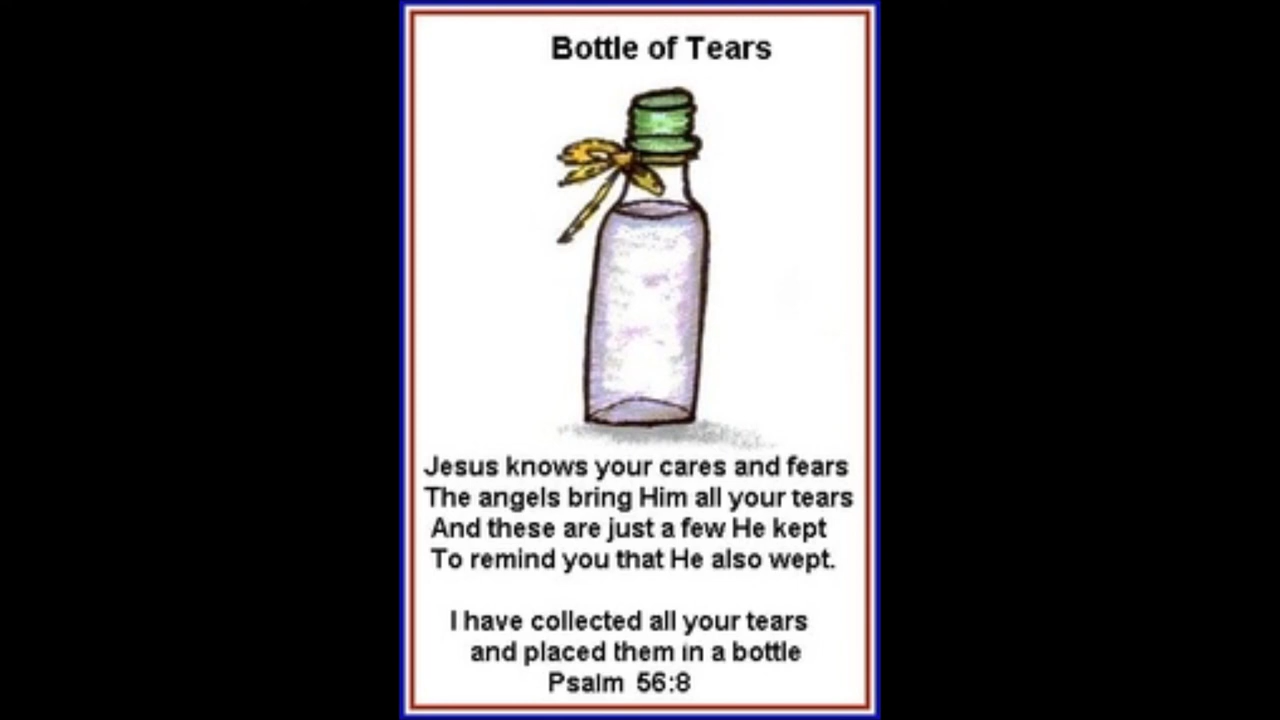 Bottle of Tears
Jesus knows your cares and fears
The angels bring Him all your tears
And these are just a few He kept
To remind you that He also wept.
I have collected all your tears
and placed them in a bottle
Psalm 56:8